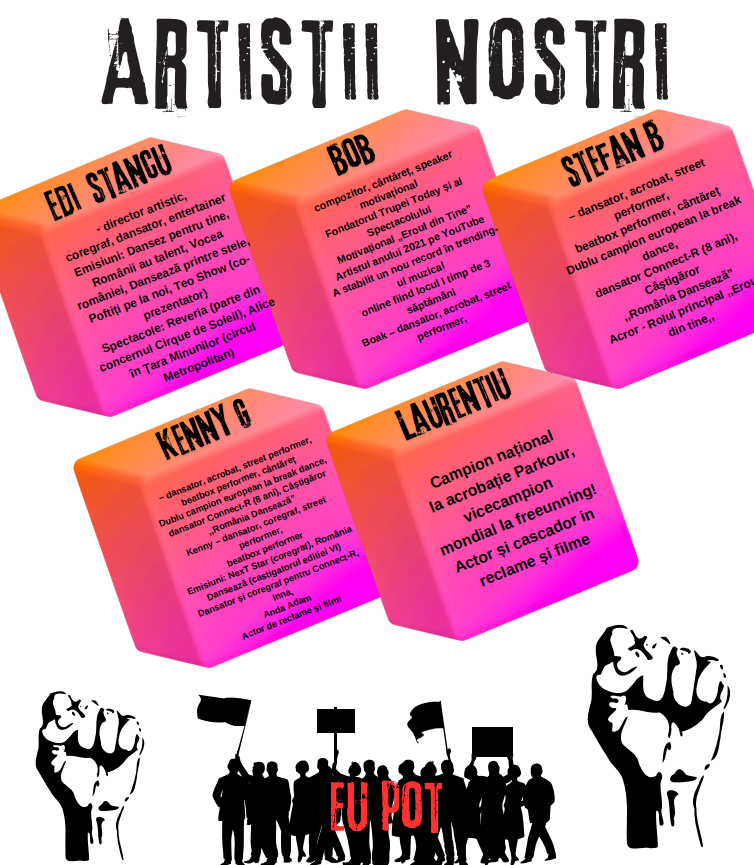 ARTISTII NOSTRI
EDI STANCU
- director artistic,
coregraf, dansator, entertainer
Emisiuni: Dansez pentru tine,
Românii au talent, Vocea
româniei, Dansează printre stele,
Poftiți pe la noi, Teo Show (co-
prezentator)
Spectacole: Reveria (parte din
concernul Cirque de Soleil), Alice
în Țara Minunilor (circul
Metropolitan)
BOB
compozitor, cântăreț, speaker
motivațional
Fondatorul Trupei Today și al
Spectacolului
Motivațional „Eroul din Tine”
Artistul anului 2021 pe YouTube
A stabilit un nou record în trending-
ul muzical
online fiind locul I timp de 3
săptămâni
Boak – dansator, acrobat, street
performer,
STEFAN B
– dansator, acrobat, street
performer,
beatbox performer, cântăreț
Dublu campion european la break
dance,
dansator Connect-R (8 ani),
Câștigăror
,,România Dansează”
Acror - Rolul principal ,,Erou
din tine,,
KENNY G
– dansator, acrobat, street performer,
beatbox performer, cântăreț
Dublu campion european la break dance,
dansator Connect-R (8 ani), Câștigăror
„România Dansează”
Kenny – dansator, coregraf, street
performer,
beatbox performer
Emisiuni: NexT Star (coregraf), România
Dansează (castigatorul editiei VI)
Dansator și coregraf pentru Connect-R,
Inna,
Anda Adam
Actor de reclame și film!
LAURENTIU
Campion național
la acrobație Parkour,
vicecampion
mondial la freeunning!
Actor și cascador in
reclame și filme
EU POT